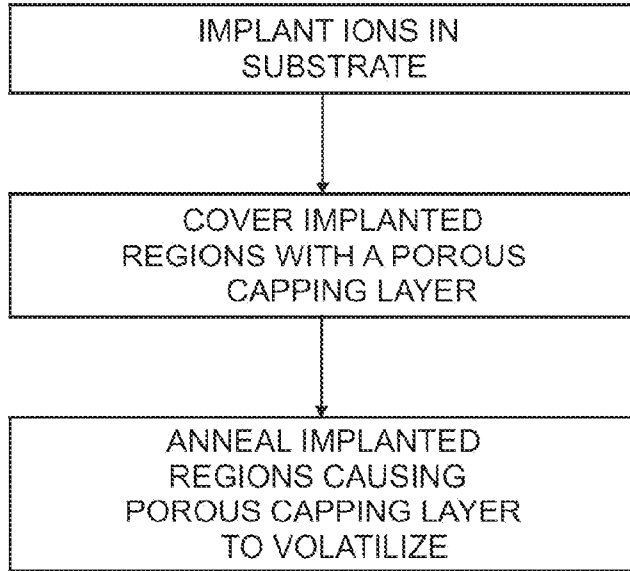 IMPLANT IONS IN
SUBSTRATE
COVER IMPLANTED
REGIONS WITH A POROUS
CAPPING LAYER
ANNEAL IMPLANTED
REGIONS CAUSING
POROUS CAPPING LAYER
TO VOLATILIZE